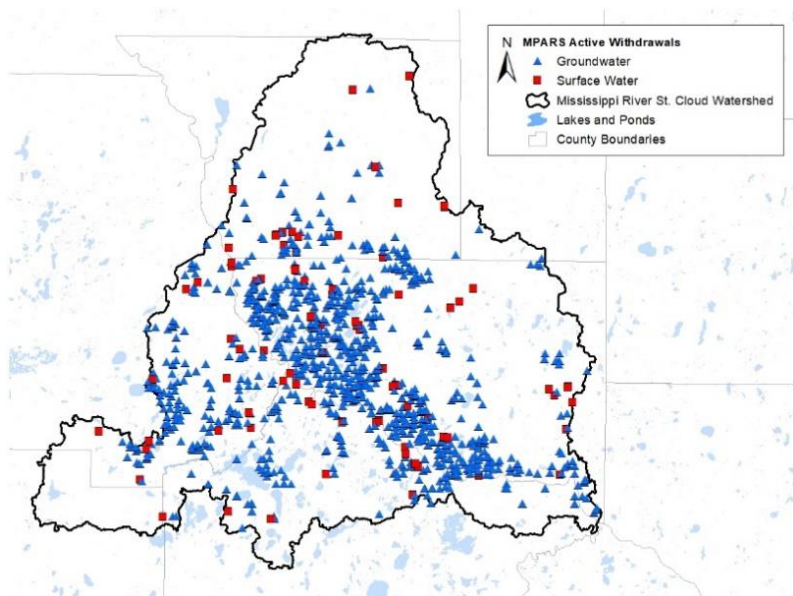 N
MPARS Active Withdrawals
Groundwater
Surface Water
Mississippi River St. Cloud Watershed
Lakes and Ponds
County Boundaries